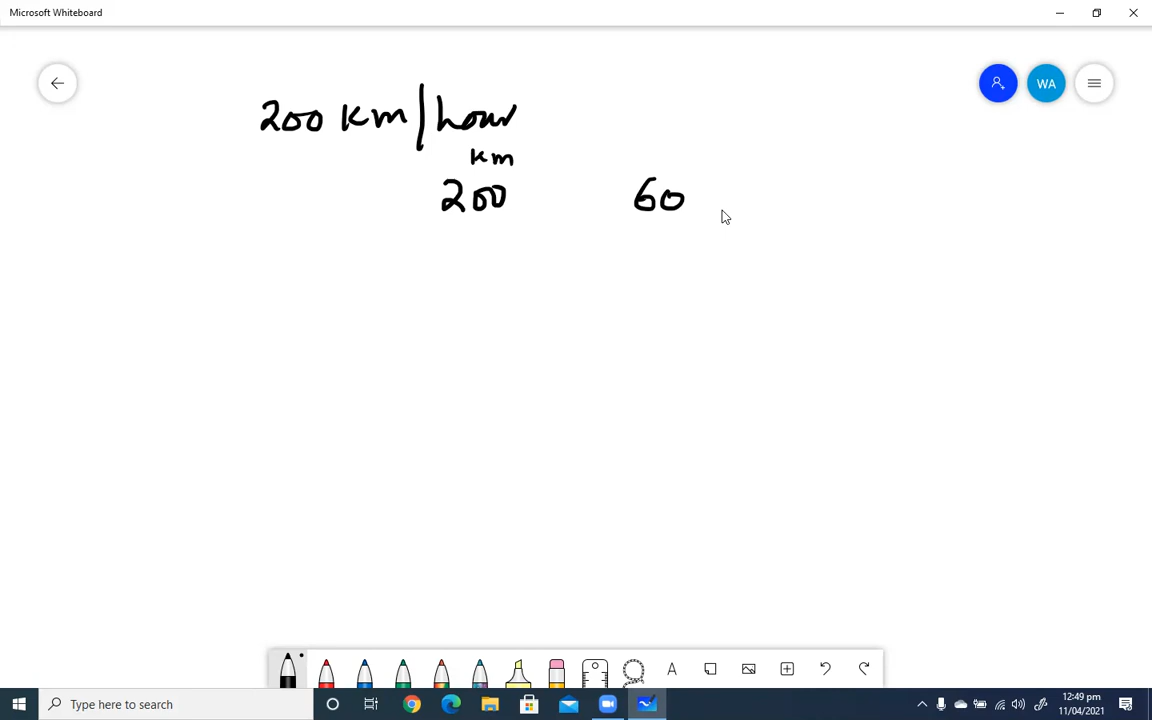 Microsoft Whiteboard
WA
200 km/hour
km
200 60
A
Type here to search
12:49 pm
11/04/2021